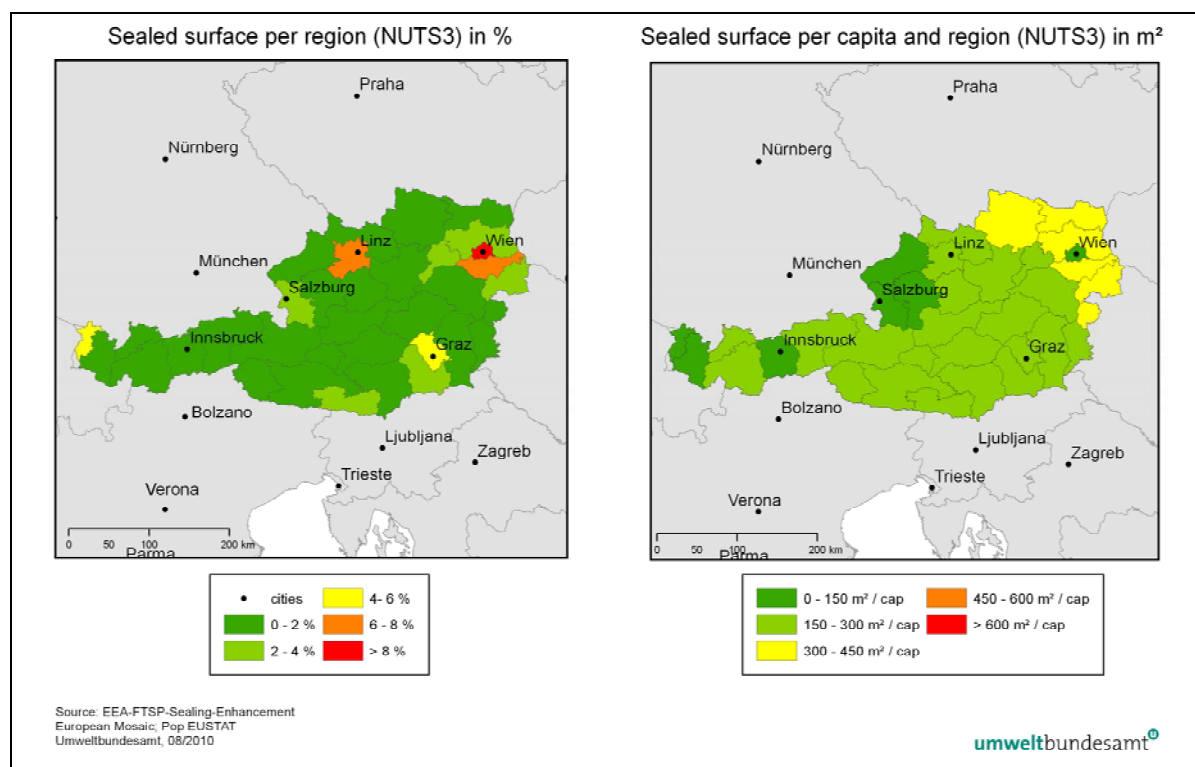 Sealed surface per region (NUTS3) in %
Praha
Nürnberg
Linz
Wien
München
Salzburg
Innsbruck
Graz
Bolzano
Ljubljana
Zagreb
Trieste
Verona
0 100 200 km
Parma
• cities
0 - 2 %
2 - 4 %
4- 6 %
6 - 8 %
> 8 %
Sealed surface per capita and region (NUTS3) in m²
Praha
Nürnberg
Linz
Wien
München
Salzburg
Innsbruck
Graz
Bolzano
Ljubljana
Zagreb
Trieste
Verona
0 100 200 km
Parma
0 - 150 m² / cap
150 - 300 m² / cap
300 - 450 m² / cap
450 - 600 m² / cap
> 600 m² / cap
Source: EEA-FTSP-Sealing-Enhancement
European Mosaic; Pop EUSTAT
Umweltbundesamt, 08/2010
umweltbundesamt